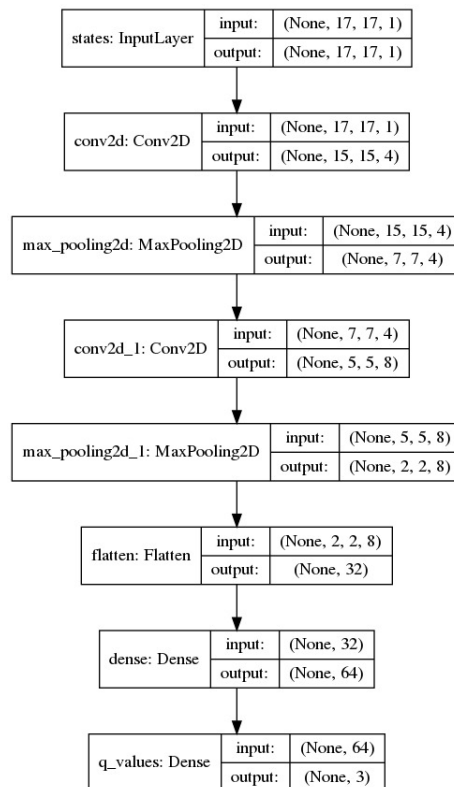 states: InputLayer
input: (None, 17, 17, 1)
output: (None, 17, 17, 1)
conv2d: Conv2D
input: (None, 17, 17, 1)
output: (None, 15, 15, 4)
max_pooling2d: MaxPooling2D
input: (None, 15, 15, 4)
output: (None, 7, 7, 4)
conv2d_1: Conv2D
input: (None, 7, 7, 4)
output: (None, 5, 5, 8)
max_pooling2d_1: MaxPooling2D
input: (None, 5, 5, 8)
output: (None, 2, 2, 8)
flatten: Flatten
input: (None, 2, 2, 8)
output: (None, 32)
dense: Dense
input: (None, 32)
output: (None, 64)
q_values: Dense
input: (None, 64)
output: (None, 3)